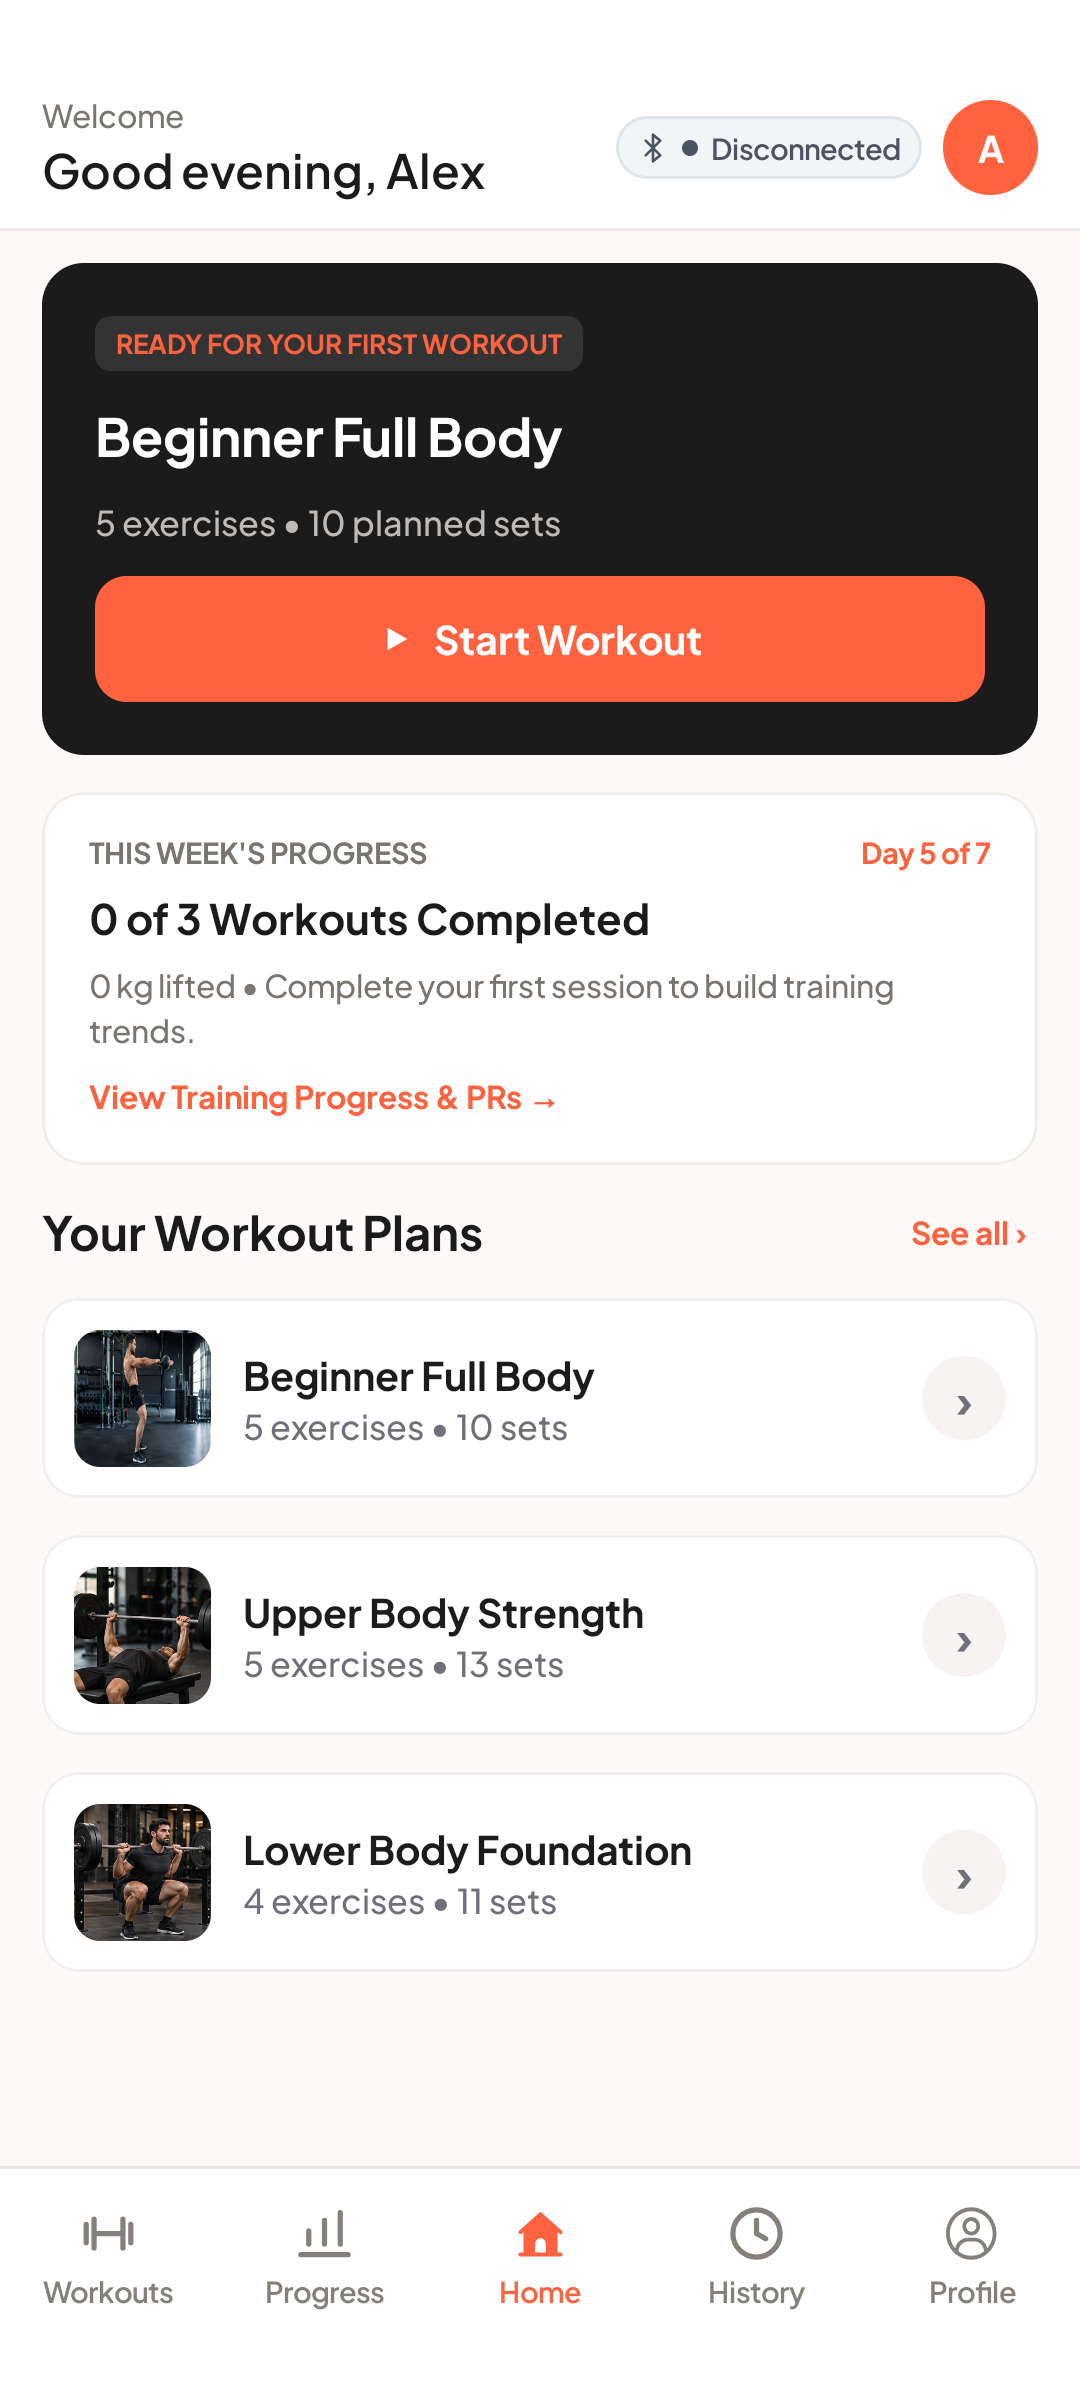 Welcome
Good evening, Alex
Disconnected
A
READY FOR YOUR FIRST WORKOUT
Beginner Full Body
5 exercises • 10 planned sets
Start Workout
THIS WEEK'S PROGRESS
Day 5 of 7
0 of 3 Workouts Completed
0 kg lifted • Complete your first session to build training
trends.
View Training Progress & PRs →
Your Workout Plans
See all ›
Beginner Full Body
5 exercises • 10 sets
›
Upper Body Strength
5 exercises • 13 sets
›
Lower Body Foundation
4 exercises • 11 sets
›
Workouts
Progress
Home
History
Profile